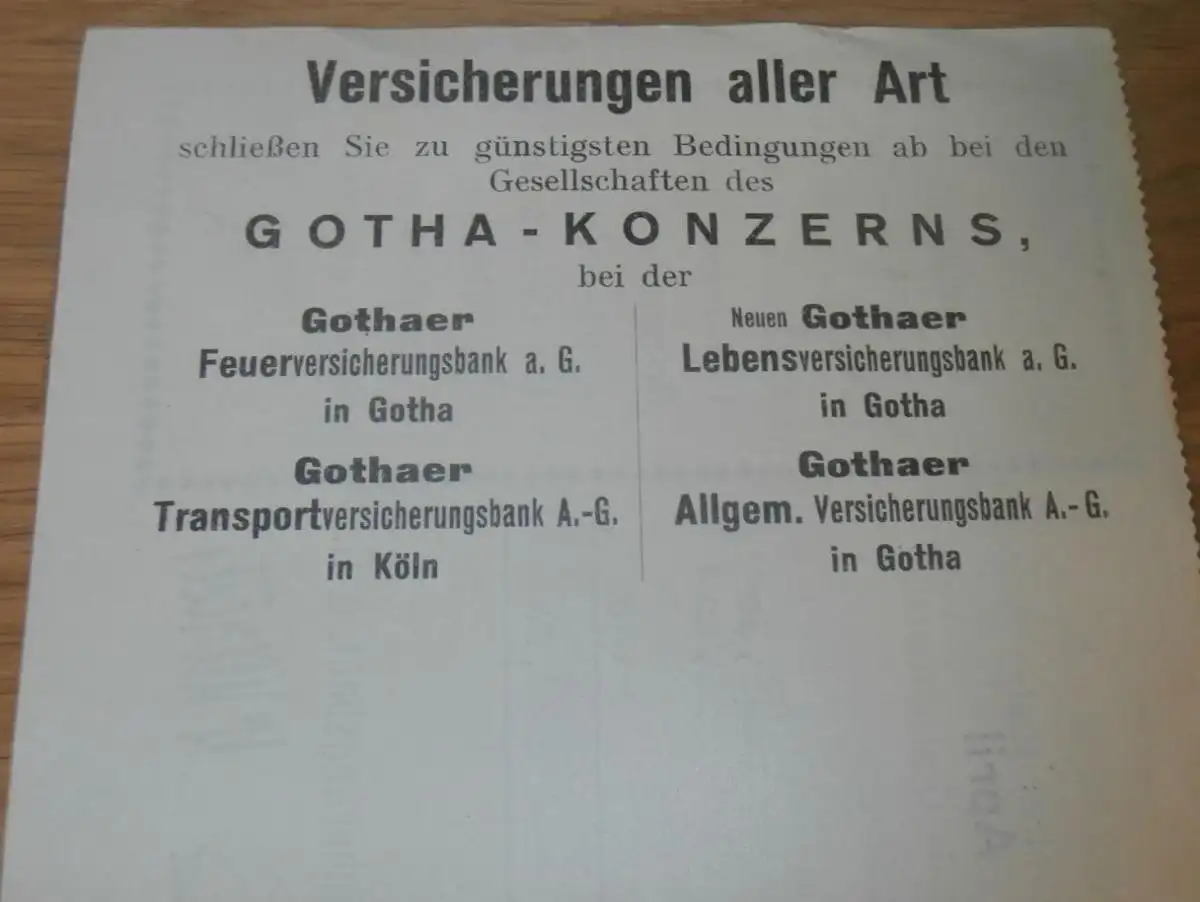 Versicherungen aller Art
schließen Sie zu günstigsten Bedingungen ab bei den
Gesellschaften des
GOTHA-KONZERNS,
bei der
Gothaer
Feuerversicherungsbank a. G.
in Gotha
Neuen Gothaer
Lebensversicherungsbank a. G.
in Gotha
Gothaer
Transportversicherungsbank A.-G.
in Köln
Gothaer
Allgem. Versicherungsbank A.-G.
in Gotha
April